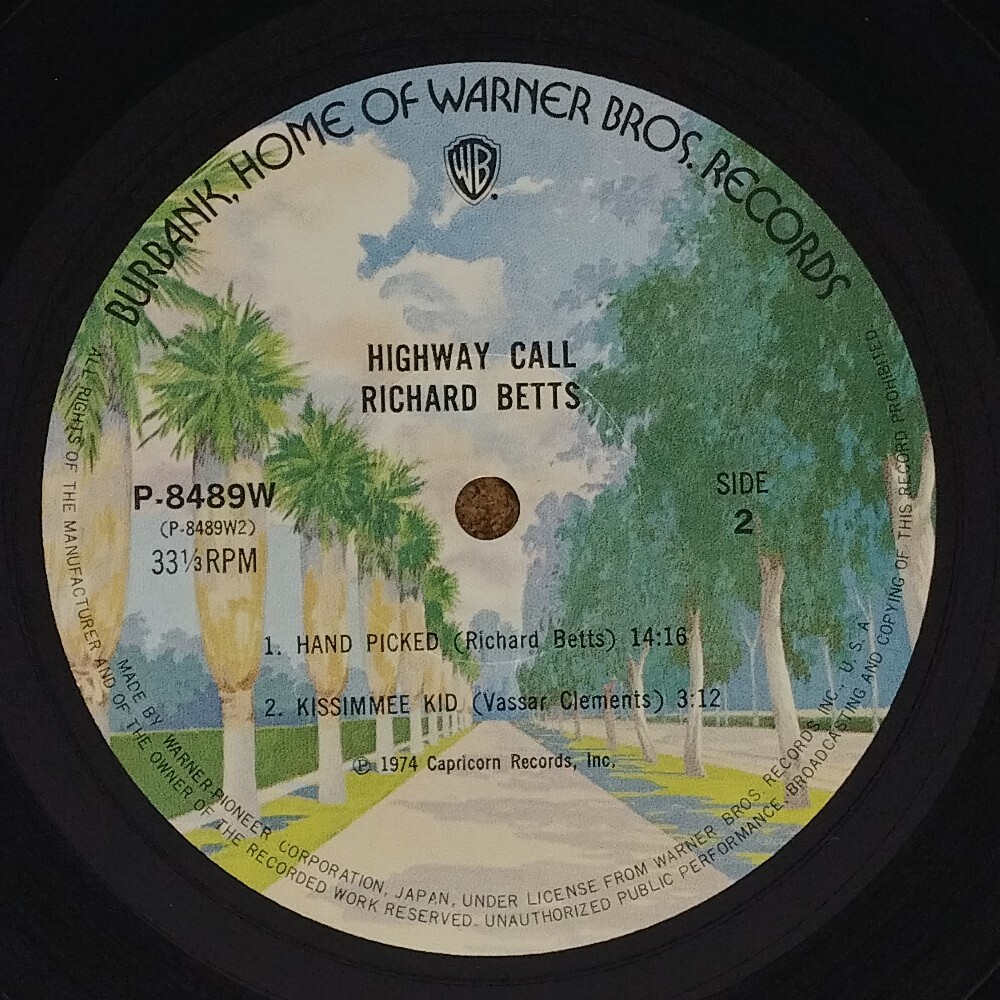 BURBANK, HOME OF WARNER BROS. RECORDS
WB
HIGHWAY CALL
RICHARD BETTS
P-8489W
(P-8489W2)
33⅓ RPM
SIDE
2
1. HAND PICKED (Richard Betts) 14:16
2. KISSIMMEE KID (Vassar Clements) 3:12
℗ 1974 Capricorn Records, Inc.
MADE BY WARNER-PIONEER CORPORATION, JAPAN, UNDER LICENSE FROM WARNER BROS. RECORDS INC., U. S. A.
ALL RIGHTS OF THE MANUFACTURER AND OF THE OWNER OF THE RECORDED WORK RESERVED. UNAUTHORIZED PUBLIC PERFORMANCE, BROADCASTING AND COPYING OF THIS RECORD PROHIBITED